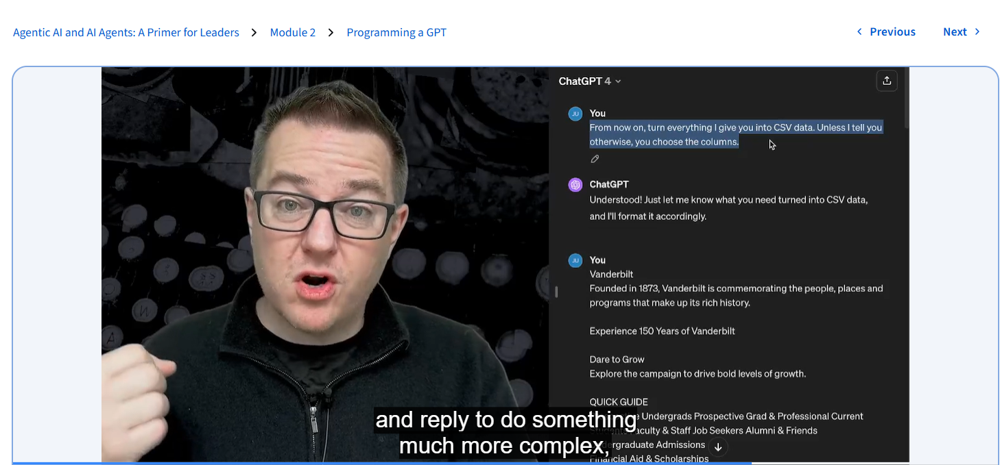 Agentic AI and AI Agents: A Primer for Leaders > Module 2 > Programming a GPT
< Previous Next >
ChatGPT 4
JU You
From now on, turn everything I give you into CSV data. Unless I tell you
otherwise, you choose the columns.
ChatGPT
Understood! Just let me know what you need turned into CSV data,
and I'll format it accordingly.
JU You
Vanderbilt
Founded in 1873, Vanderbilt is commemorating the people, places and
programs that make up its rich history.
Experience 150 Years of Vanderbilt
Dare to Grow
Explore the campaign to drive bold levels of growth.
QUICK GUIDE
Undergrads Prospective Grad & Professional Current
Students Faculty & Staff Job Seekers Alumni & Friends
Undergraduate Admissions
Financial Aid & Scholarships
and reply to do something
much more complex,